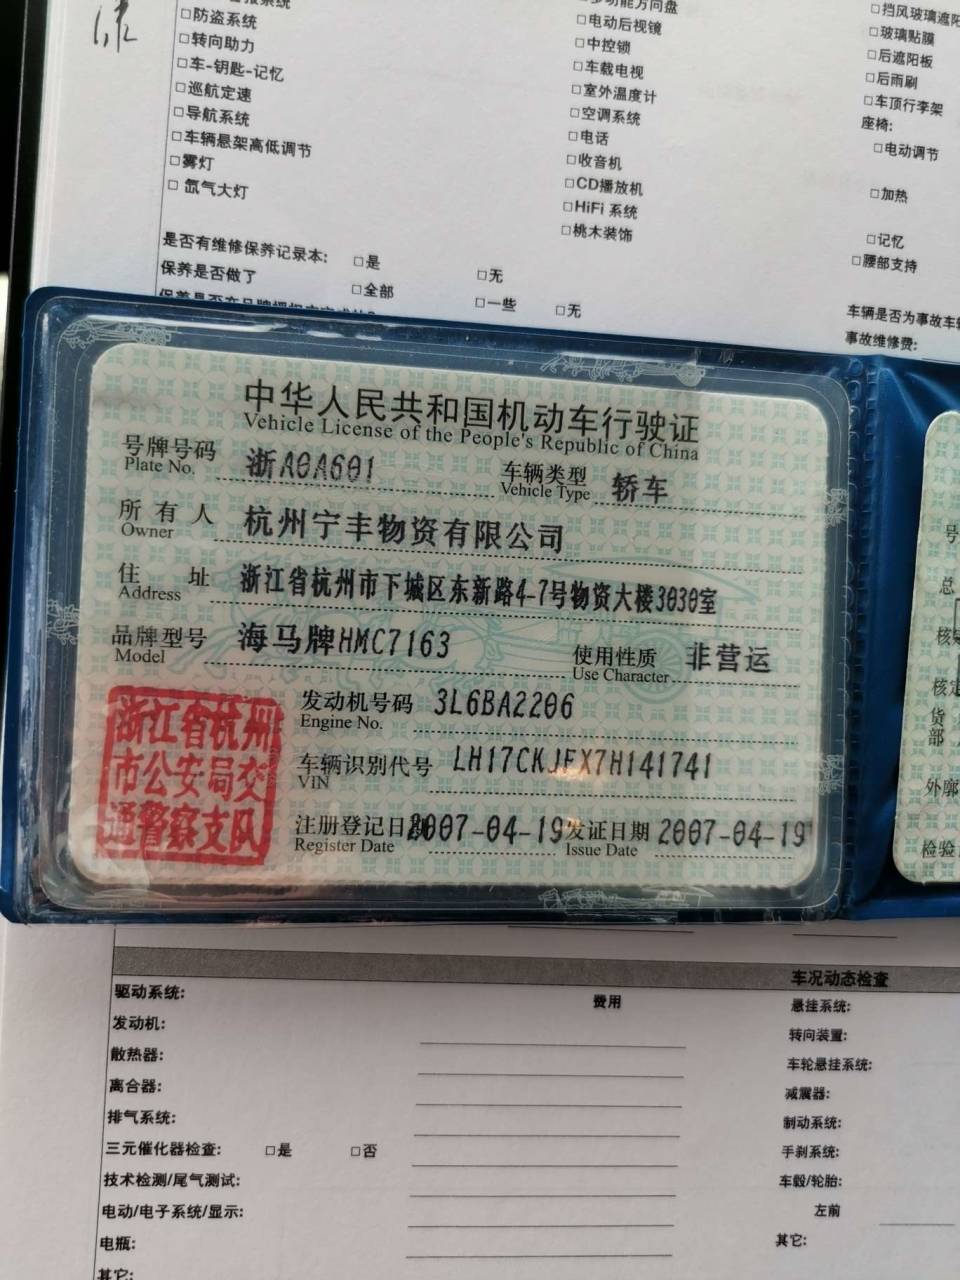 绿
防盗系统
□转向助力
□车-钥匙-记忆
□巡航定速
□导航系统
□车辆悬架高低调节
□雾灯
□ 氙气大灯
多功能方向盘
□电动后视镜
□中控锁
□车载电视
□室外温度计
□空调系统
□电话
□收音机
□CD播放机
□HiFi 系统
□桃木装饰
□挡风玻璃遮阳
□玻璃贴膜
□后遮阳板
□后雨刷
□车顶行李架
座椅:
□电动调节
□加热
□记忆
□腰部支持
是否有维修保养记录本: □是 □无
保养是否做了 □全部 □一些 □无
车辆是否为事故车辆
事故维修费:
中华人民共和国机动车行驶证
Vehicle License of the People's Republic of China
号牌号码 浙A0A601 车辆类型 轿车
Plate No. Vehicle Type
所有人 杭州宁丰物资有限公司
Owner
住址 浙江省杭州市下城区东新路4-7号物资大楼3030室
Address
品牌型号 海马牌HMC7163 使用性质 非营运
Model Use Character
发动机号码 3L6BA2206
Engine No.
车辆识别代号 LH17CKJFX7H141741
VIN
注册登记日期 2007-04-19 发证日期 2007-04-19
Register Date Issue Date
浙江省杭州
市公安局交
通警察支队
号
总
核定
货
部
外廓
检验
车况动态检查
驱动系统: 费用 悬挂系统:
发动机: 转向装置:
散热器: 车轮悬挂系统:
离合器: 减震器:
排气系统: 制动系统:
三元催化器检查: □是 □否 手刹系统:
技术检测/尾气测试: 车毂/轮胎:
电动/电子系统/显示: 左前
电瓶: 其它:
其它: